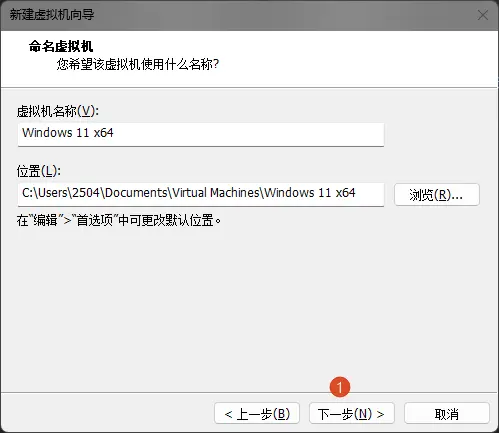 新建虚拟机向导
命名虚拟机
您希望该虚拟机使用什么名称?
虚拟机名称(V):
Windows 11 x64
位置(L):
C:\Users\2504\Documents\Virtual Machines\Windows 11 x64
浏览(R)...
在“编辑”>“首选项”中可更改默认位置。
1
< 上一步(B)
下一步(N) >
取消